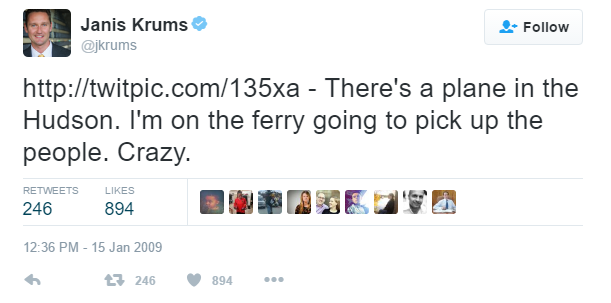 Janis Krums
@jkrums
Follow
http://twitpic.com/135xa - There's a plane in the
Hudson. I'm on the ferry going to pick up the
people. Crazy.
RETWEETS LIKES
246 894
12:36 PM - 15 Jan 2009
246 894